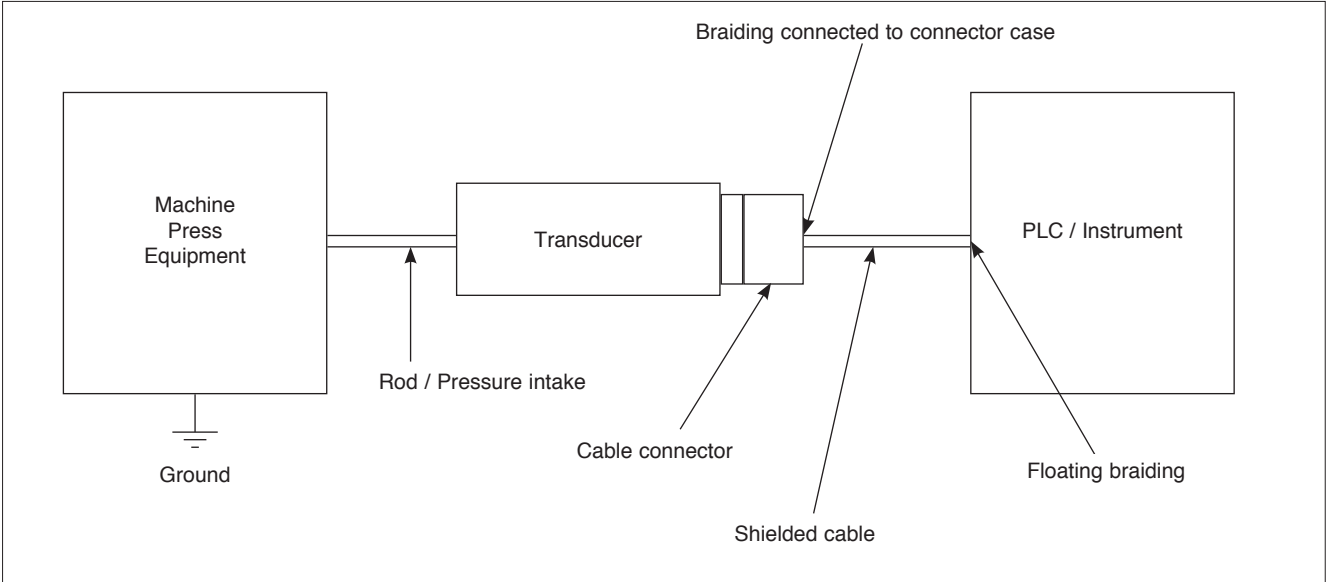 Braiding connected to connector case
Machine
Press
Equipment
Transducer
PLC / Instrument
Rod / Pressure intake
Cable connector
Floating braiding
Ground
Shielded cable